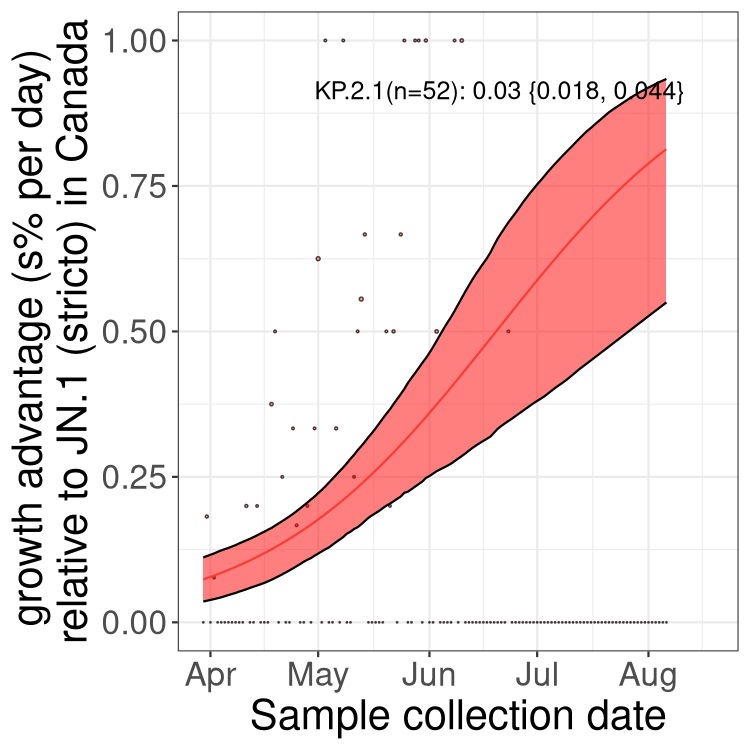 growth advantage (s% per day)
relative to JN.1 (stricto) in Canada
1.00
0.75
0.50
0.25
0.00
KP.2.1(n=52): 0.03 {0.018, 0.044}
Apr May Jun Jul Aug
Sample collection date